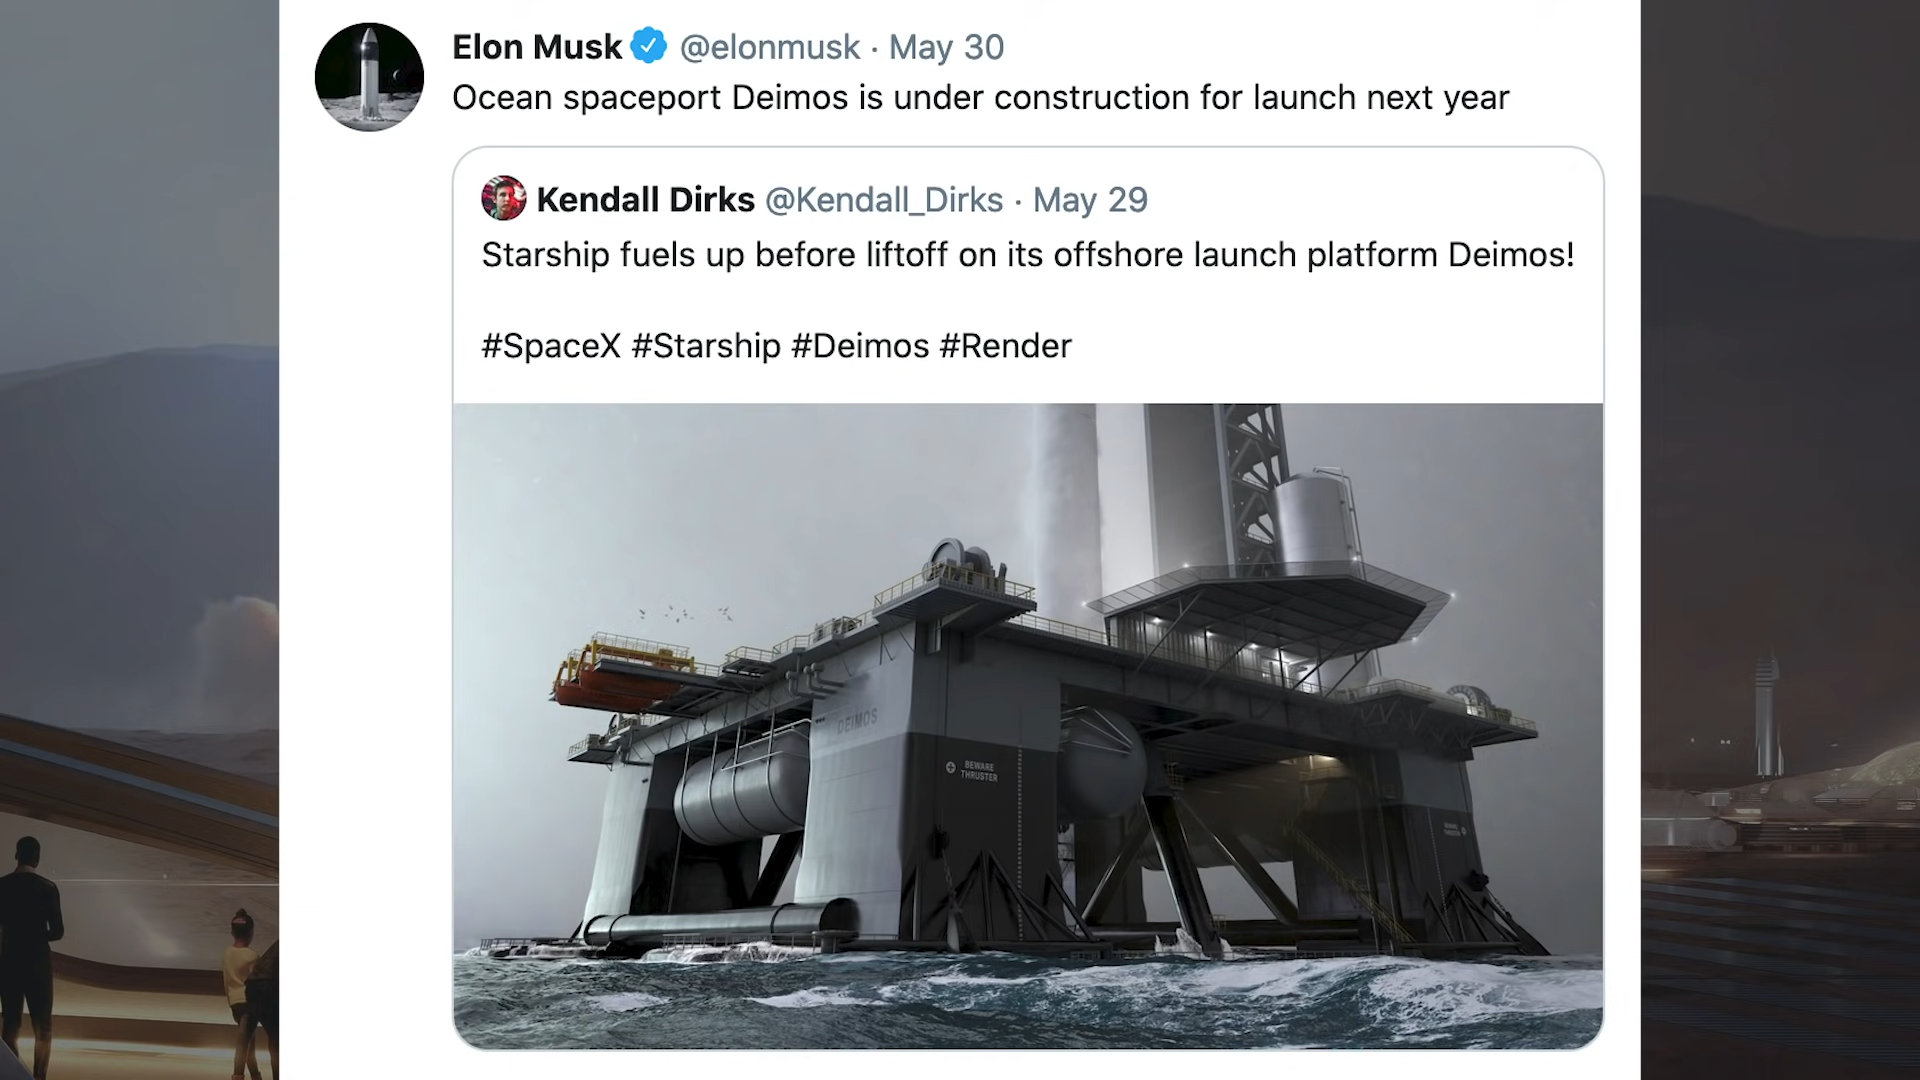 Elon Musk @elonmusk · May 30
Ocean spaceport Deimos is under construction for launch next year
Kendall Dirks @Kendall_Dirks · May 29
Starship fuels up before liftoff on its offshore launch platform Deimos!
#SpaceX #Starship #Deimos #Render
DEIMOS
BEWARE
THRUSTER